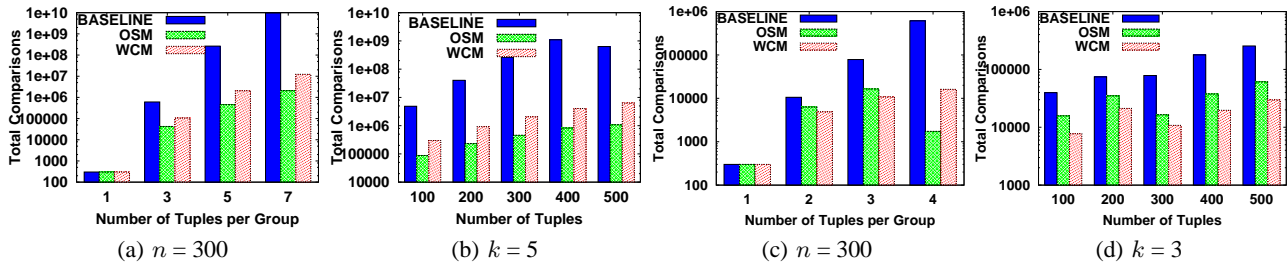 Total Comparisons
1e+10
1e+09
1e+08
1e+07
1e+06
100000
10000
1000
100
BASELINE
OSM
WCM
1 3 5 7
Number of Tuples per Group
(a) n = 300
Total Comparisons
1e+10
1e+09
1e+08
1e+07
1e+06
100000
10000
BASELINE
OSM
WCM
100 200 300 400 500
Number of Tuples
(b) k = 5
Total Comparisons
1e+06
100000
10000
1000
100
BASELINE
OSM
WCM
1 2 3 4
Number of Tuples per Group
(c) n = 300
Total Comparisons
1e+06
100000
10000
1000
BASELINE
OSM
WCM
100 200 300 400 500
Number of Tuples
(d) k = 3